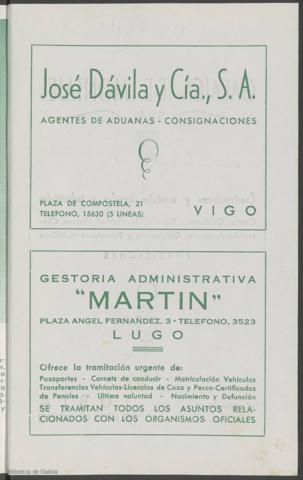 José Dávila y Cía., S. A.
AGENTES DE ADUANAS - CONSIGNACIONES
PLAZA DE COMPOSTELA, 21
TELEFONO, 15630 (5 LINEAS)
VIGO
GESTORIA ADMINISTRATIVA
"MARTIN"
PLAZA ANGEL FERNANDEZ, 3 - TELEFONO, 3523
LUGO
Ofrece la tramitación urgente de:
Pasaportes - Carnets de conducir - Matriculación Vehículos
Transferencias Vehículos-Licencias de Caza y Pesca-Certificados
de Penales - Ultima voluntad - Nacimiento y Defunción
SE TRAMITAN TODOS LOS ASUNTOS RELA-
CIONADOS CON LOS ORGANISMOS OFICIALES
Biblioteca de Galicia